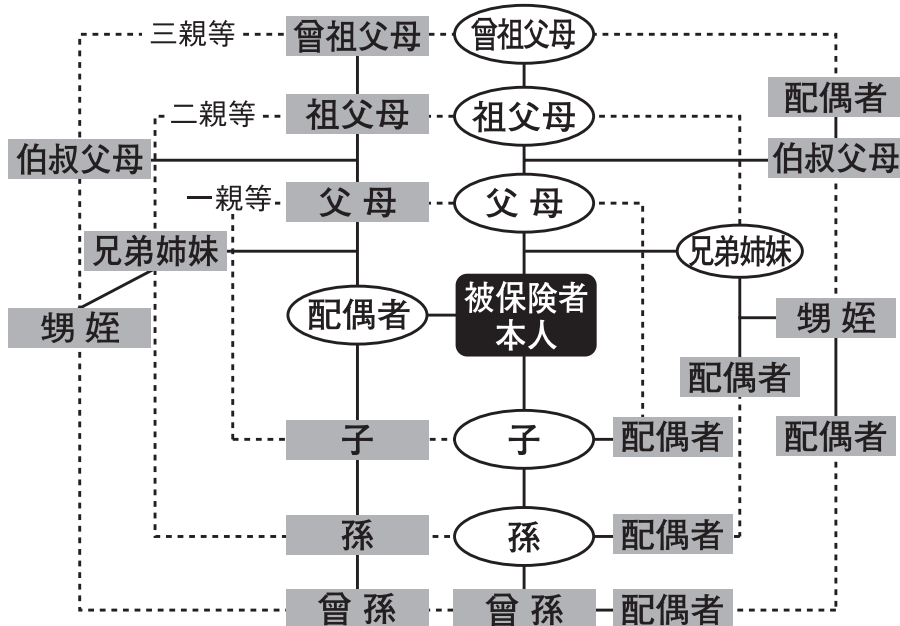 三親等
曾祖父母
曾祖父母
配偶者
二親等
祖父母
祖父母
伯叔父母
伯叔父母
一親等
父母
父母
兄弟姉妹
兄弟姉妹
配偶者
被保険者
本人
甥姪
甥姪
配偶者
子
子
配偶者
配偶者
孫
孫
配偶者
曾孫
曾孫
配偶者